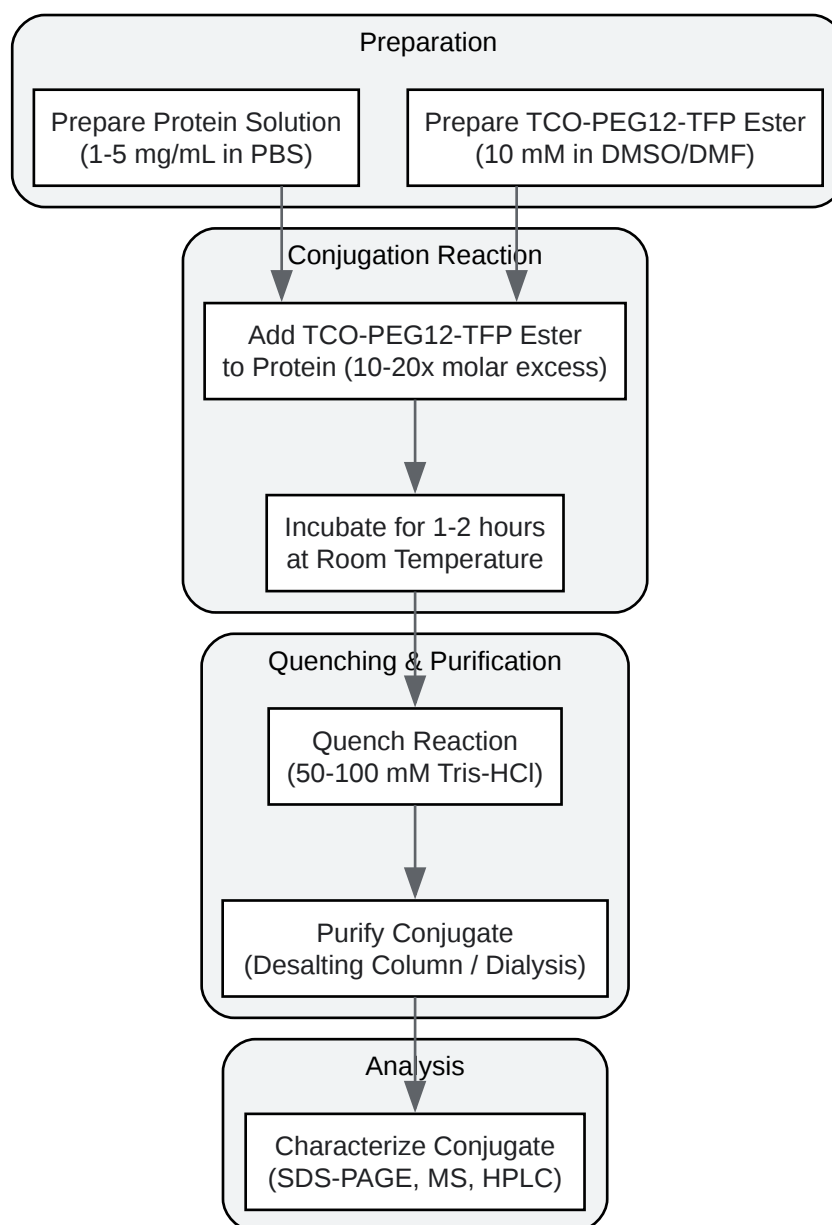 Preparation
Prepare Protein Solution
(1-5 mg/mL in PBS)
Prepare TCO-PEG12-TFP Ester
(10 mM in DMSO/DMF)
Conjugation Reaction
Add TCO-PEG12-TFP Ester
to Protein (10-20x molar excess)
Incubate for 1-2 hours
at Room Temperature
Quenching & Purification
Quench Reaction
(50-100 mM Tris-HCl)
Purify Conjugate
(Desalting Column / Dialysis)
Analysis
Characterize Conjugate
(SDS-PAGE, MS, HPLC)